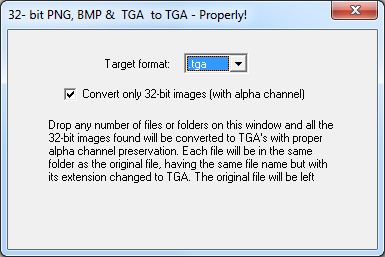 32- bit PNG, BMP & TGA to TGA - Properly!
Target format: tga
Convert only 32-bit images (with alpha channel)
Drop any number of files or folders on this window and all the
32-bit images found will be converted to TGA's with proper
alpha channel preservation. Each file will be in the same
folder as the original file, having the same file name but with
its extension changed to TGA. The original file will be left